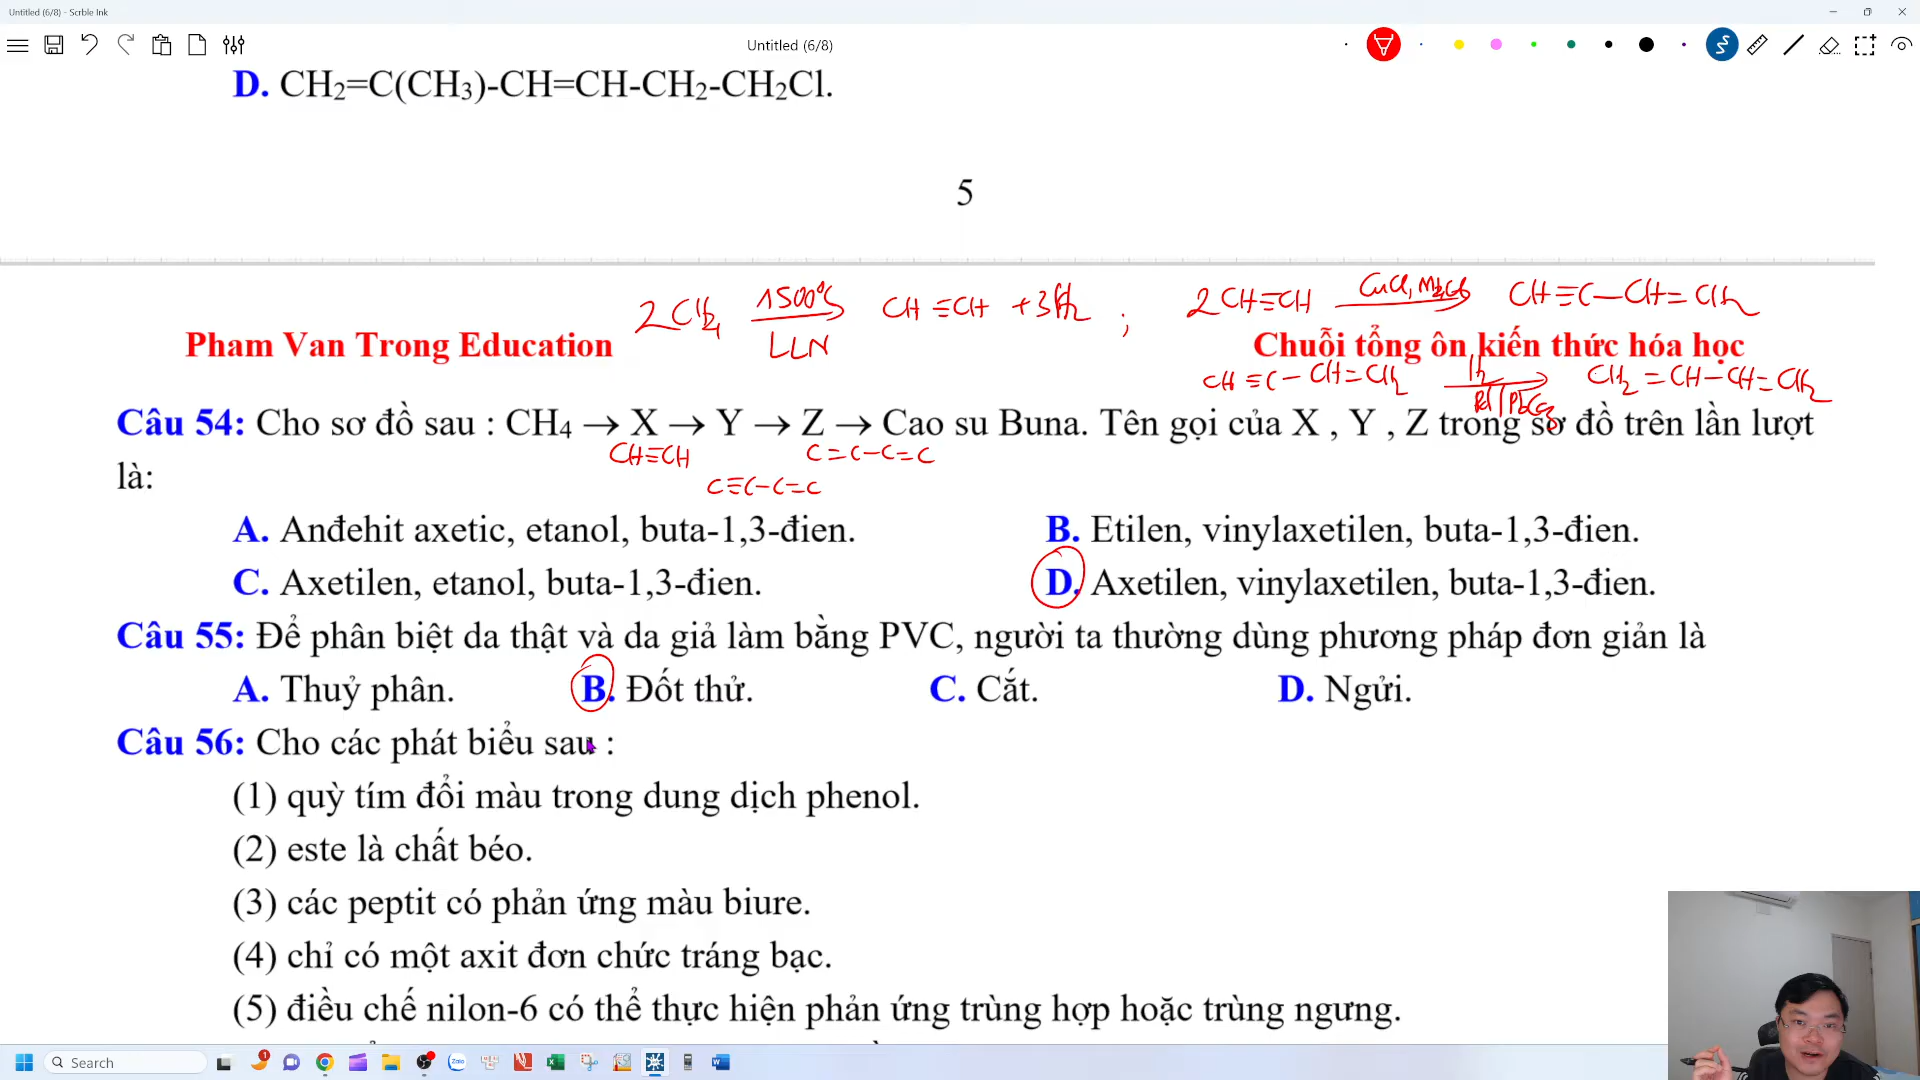 Untitled (6/8) - Scrble Ink
Untitled (6/8)
D. CH₂=C(CH₃)-CH=CH-CH₂-CH₂Cl.
5
2CH₄ 1500°C LLN CH≡CH + 3H₂ ; 2CH≡CH CuCl, NH₄Cl CH≡C-CH=CH₂
Pham Van Trong Education
Chuỗi tổng ôn kiến thức hóa học
CH≡C-CH=CH₂ H₂ Pd/PbCO₃ CH₂=CH-CH=CH₂
Câu 54: Cho sơ đồ sau : CH₄ → X → Y → Z → Cao su Buna. Tên gọi của X , Y , Z trong sơ đồ trên lần lượt
CH≡CH C=C-C=C
là:
C≡C-C=C
A. Anđehit axetic, etanol, buta-1,3-đien. B. Etilen, vinylaxetilen, buta-1,3-đien.
C. Axetilen, etanol, buta-1,3-đien. D. Axetilen, vinylaxetilen, buta-1,3-đien.
Câu 55: Để phân biệt da thật và da giả làm bằng PVC, người ta thường dùng phương pháp đơn giản là
A. Thuỷ phân. B. Đốt thử. C. Cắt. D. Ngửi.
Câu 56: Cho các phát biểu sau :
(1) quỳ tím đổi màu trong dung dịch phenol.
(2) este là chất béo.
(3) các peptit có phản ứng màu biure.
(4) chỉ có một axit đơn chức tráng bạc.
(5) điều chế nilon-6 có thể thực hiện phản ứng trùng hợp hoặc trùng ngưng.
Search
1
Zalo